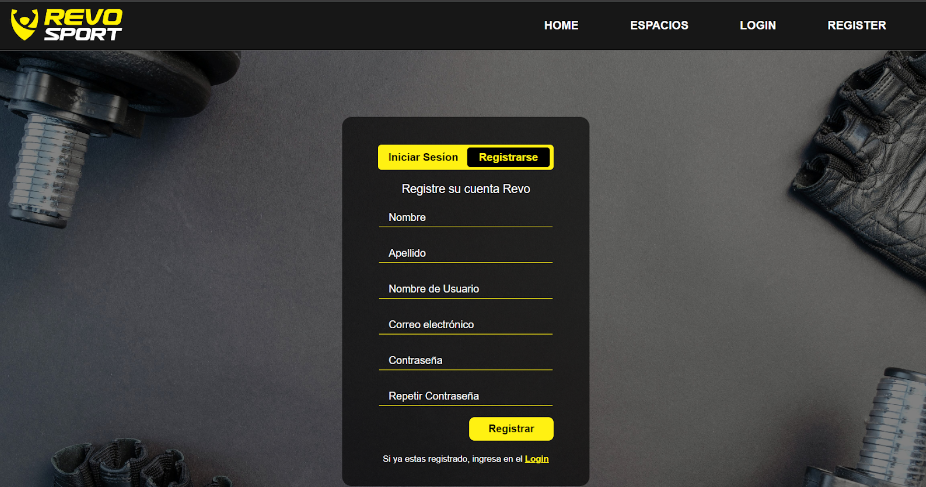 REVO
SPORT
HOME ESPACIOS LOGIN REGISTER
Iniciar Sesion Registrarse
Registre su cuenta Revo
Nombre
Apellido
Nombre de Usuario
Correo electrónico
Contraseña
Repetir Contraseña
Registrar
Si ya estas registrado, ingresa en el Login